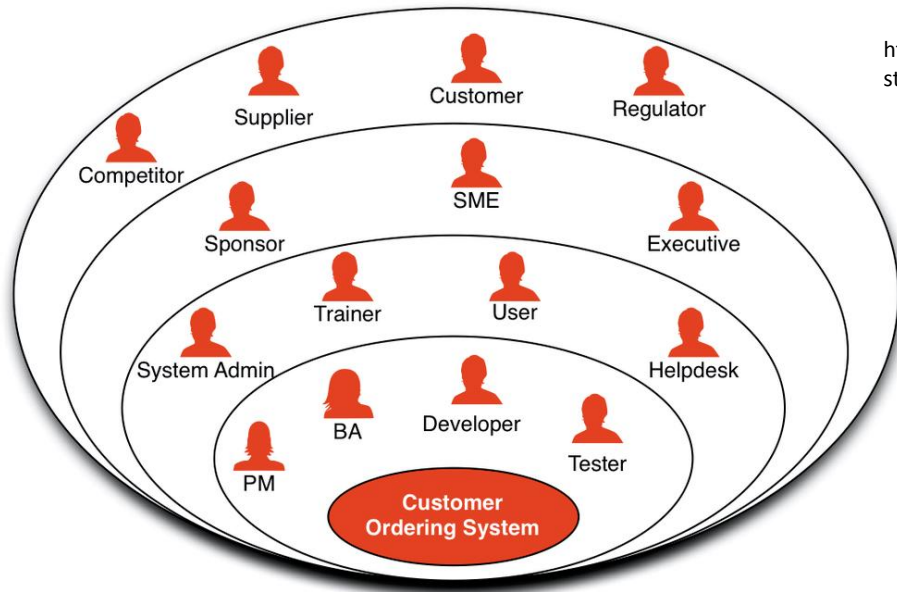 Customer
Supplier
Regulator
Competitor
SME
Sponsor
Executive
Trainer
User
System Admin
Helpdesk
BA
Developer
Tester
PM
Customer
Ordering System